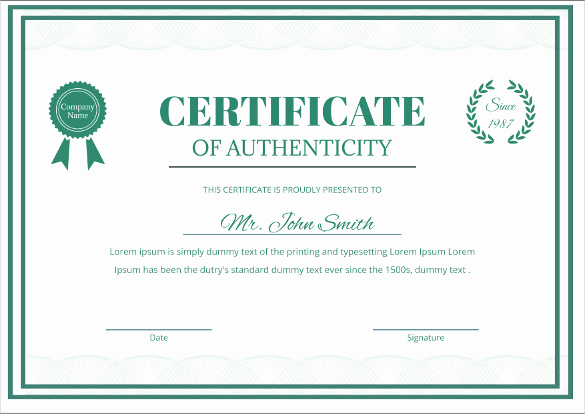 Company
Name
CERTIFICATE
OF AUTHENTICITY
Since
1987
THIS CERTIFICATE IS PROUDLY PRESENTED TO
Mr. John Smith
Lorem ipsum is simply dummy text of the printing and typesetting Lorem Ipsum Lorem
Ipsum has been the dutry's standard dummy text ever since the 1500s, dummy text .
Date
Signature